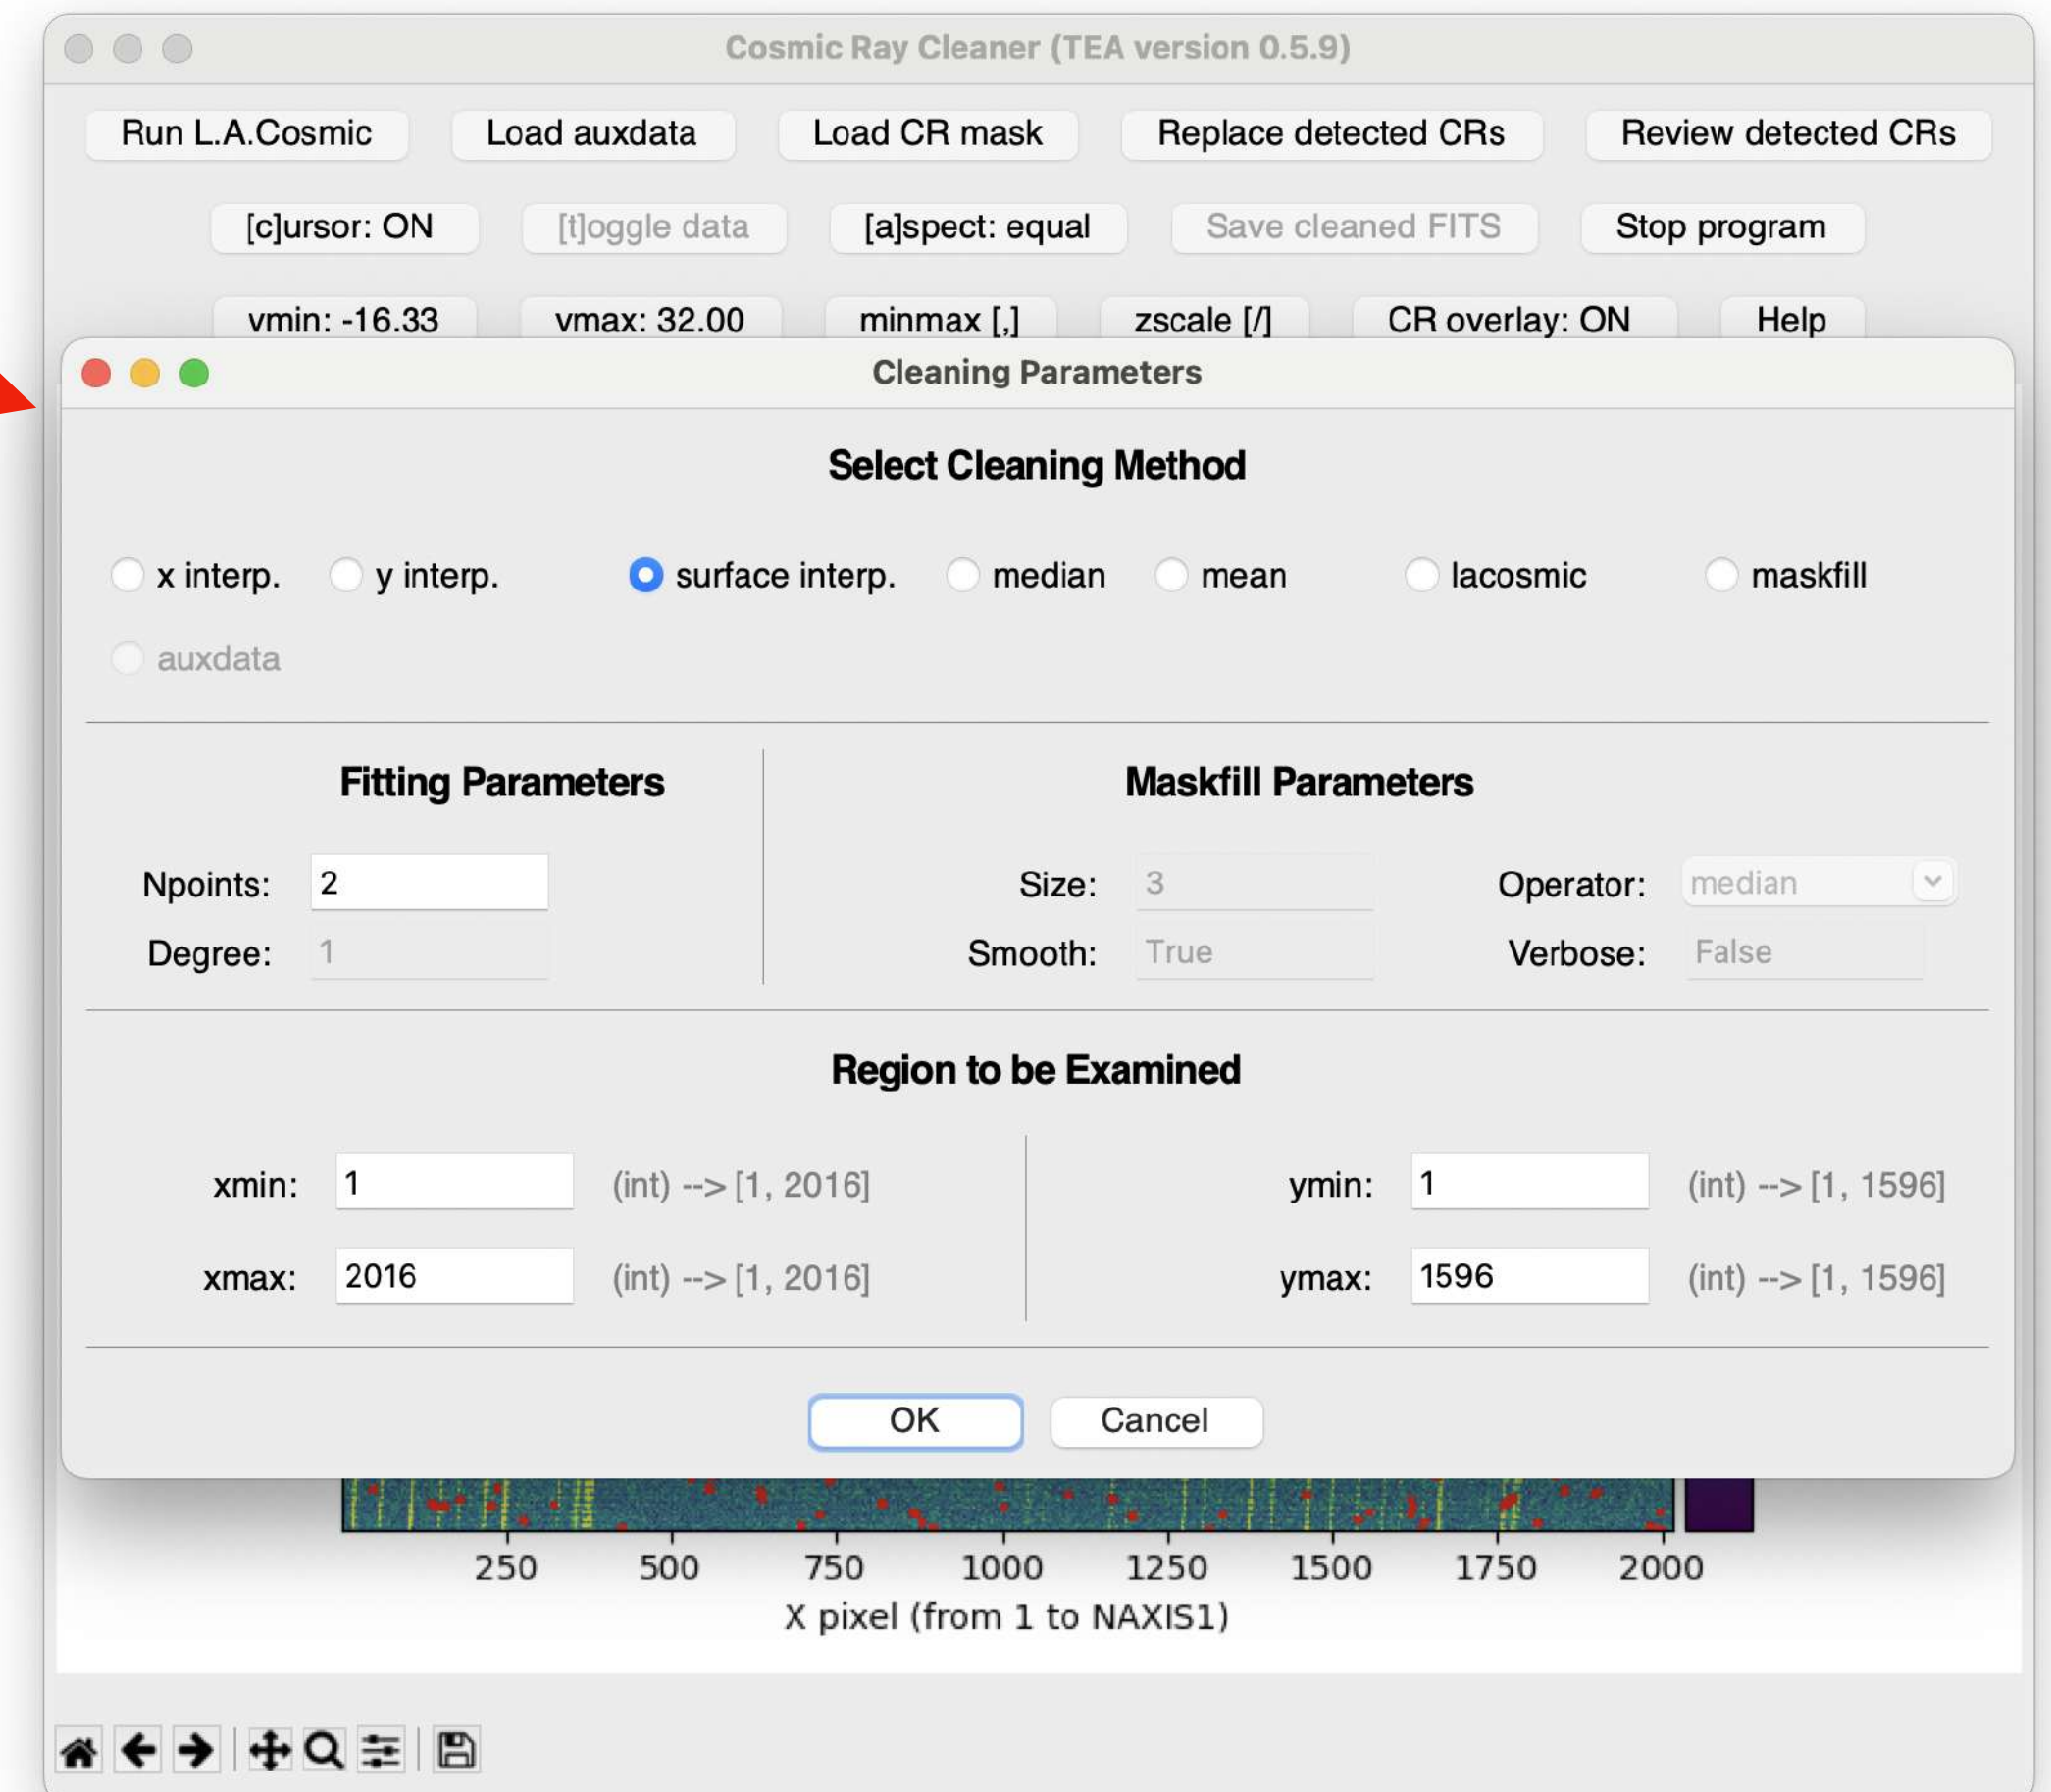 Cosmic Ray Cleaner (TEA version 0.5.9)
Run L.A.Cosmic Load auxdata Load CR mask Replace detected CRs Review detected CRs
[c]ursor: ON [t]oggle data [a]spect: equal Save cleaned FITS Stop program
vmin: -16.33 vmax: 32.00 minmax [,] zscale [/] CR overlay: ON Help
Cleaning Parameters
Select Cleaning Method
x interp. y interp. surface interp. median mean lacosmic maskfill
auxdata
Fitting Parameters Maskfill Parameters
Npoints: 2 Size: 3 Operator: median
Degree: 1 Smooth: True Verbose: False
Region to be Examined
xmin: 1 (int) --> [1, 2016] ymin: 1 (int) --> [1, 1596]
xmax: 2016 (int) --> [1, 2016] ymax: 1596 (int) --> [1, 1596]
OK Cancel
250 500 750 1000 1250 1500 1750 2000
X pixel (from 1 to NAXIS1)